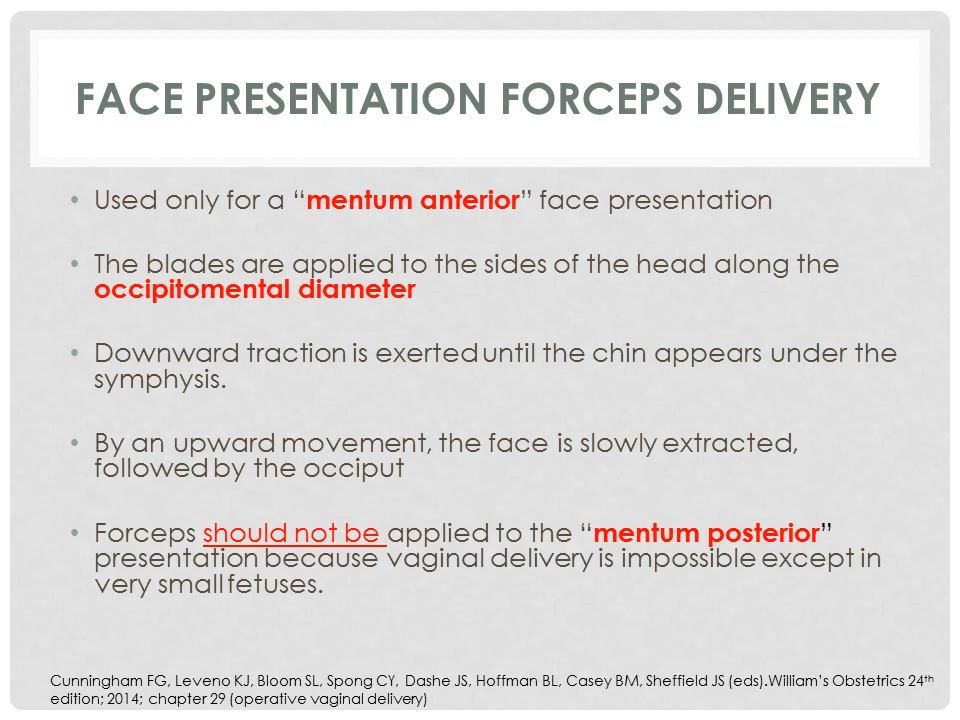 FACE PRESENTATION FORCEPS DELIVERY
• Used only for a “mentum anterior” face presentation
• The blades are applied to the sides of the head along the
occipitomental diameter
• Downward traction is exerted until the chin appears under the
symphysis.
• By an upward movement, the face is slowly extracted,
followed by the occiput
• Forceps should not be applied to the “mentum posterior”
presentation because vaginal delivery is impossible except in
very small fetuses.
Cunningham FG, Leveno KJ, Bloom SL, Spong CY, Dashe JS, Hoffman BL, Casey BM, Sheffield JS (eds).William’s Obstetrics 24th
edition; 2014; chapter 29 (operative vaginal delivery)